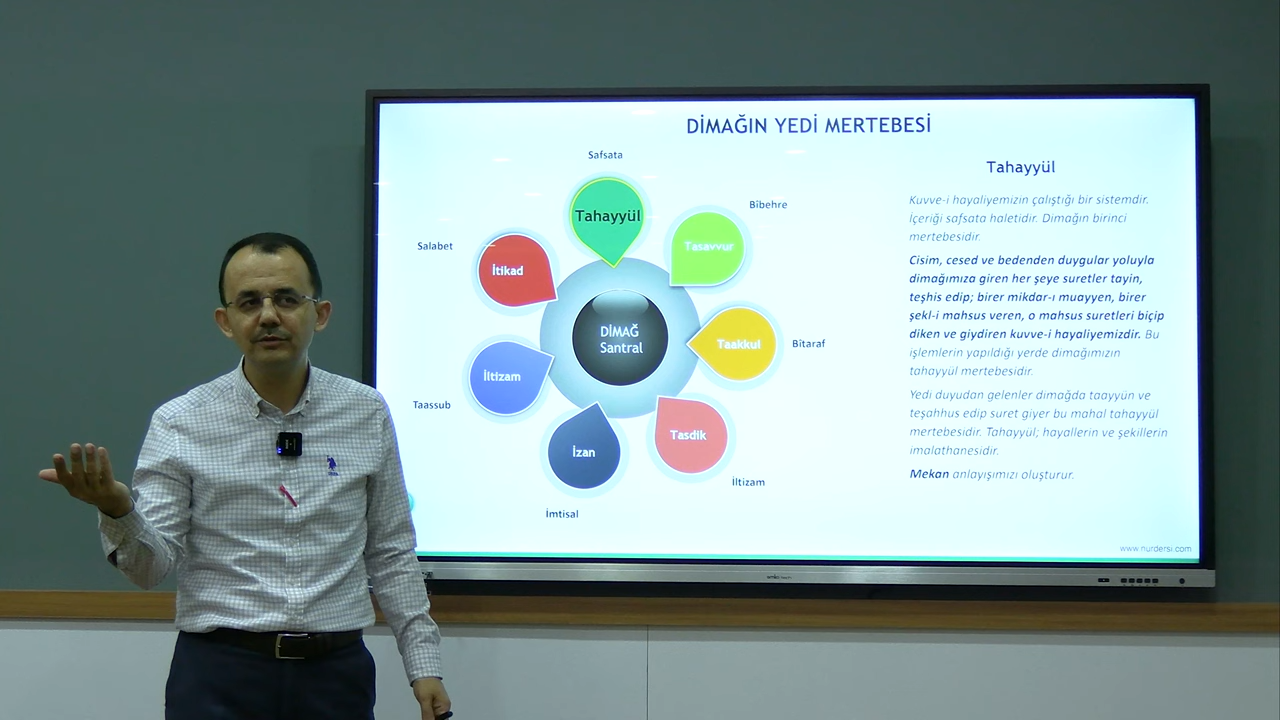 DİMAĞIN YEDİ MERTEBESİ
Safsata
Tahayyül
Bîbehre
Tasavvur
Bîtaraf
Taakkul
Tasdik
İltizam
İzan
İmtisal
İltizam
Taassub
İtikad
Salabet
DİMAĞ
Santral
Tahayyül
Kuvve-i hayaliyemizin çalıştığı bir sistemdir.
İçeriği safsata haletidir. Dimağın birinci
mertebesidir.
Cisim, cesed ve bedenden duygular yoluyla
dimağımıza giren her şeye suretler tayin,
teşhis edip; birer mikdar-ı muayyen, birer
şekl-i mahsus veren, o mahsus suretleri biçip
diken ve giydiren kuvve-i hayaliyemizdir. Bu
işlemlerin yapıldığı yerde dimağımızın
tahayyül mertebesidir.
Yedi duyudan gelenler dimağda taayyün ve
teşahhus edip suret giyer bu mahal tahayyül
mertebesidir. Tahayyül; hayallerin ve şekillerin
imalathanesidir.
Mekan anlayışımızı oluşturur.
www.nurdersi.com